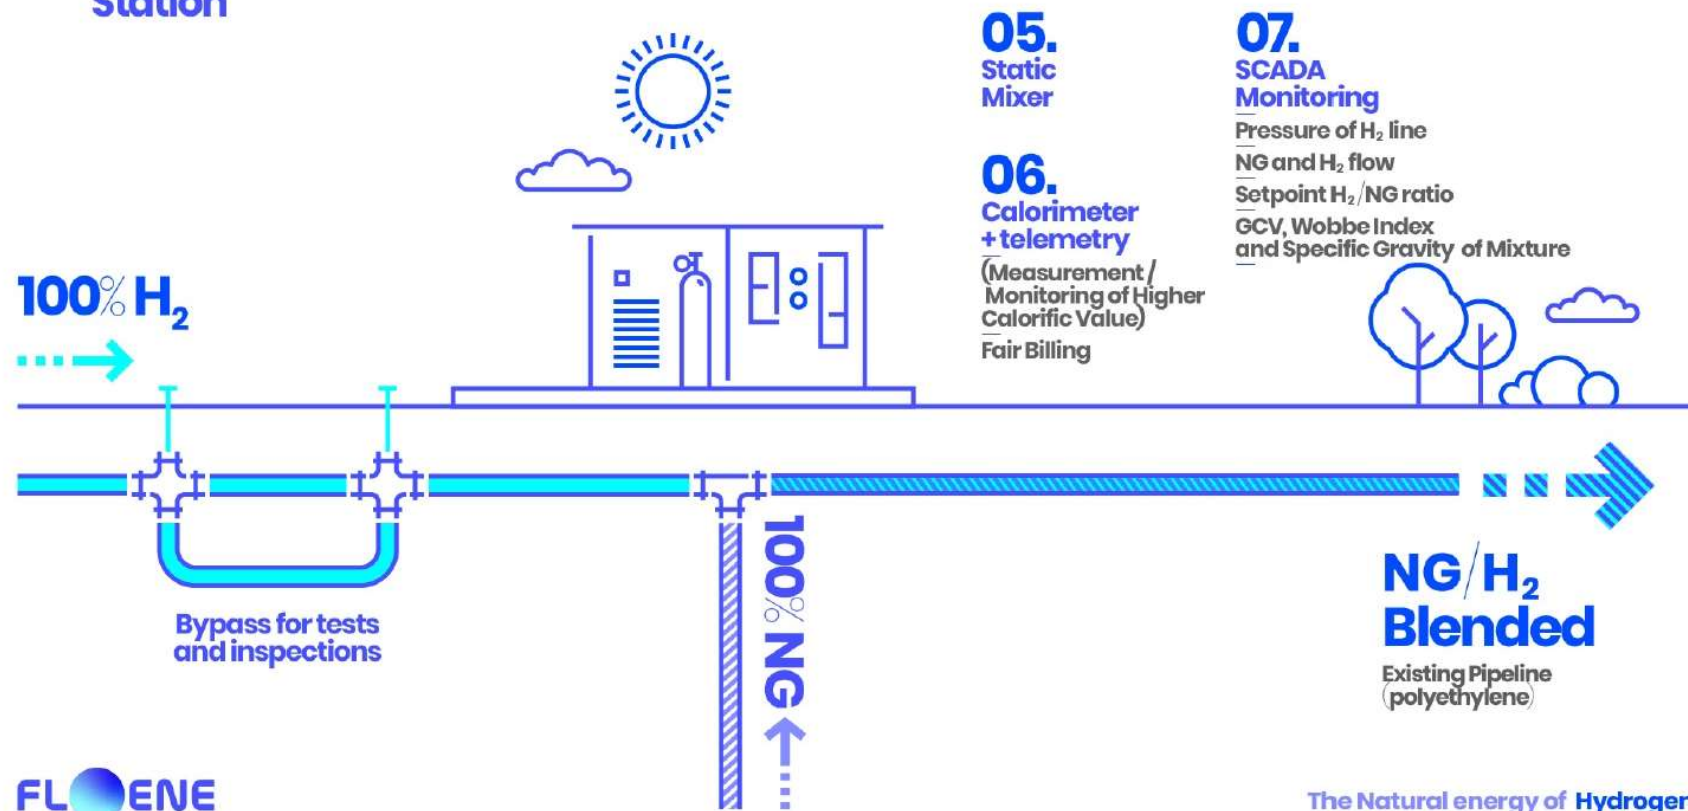 Station
05.
Static
Mixer
06.
Calorimeter
+ telemetry
(Measurement /
Monitoring of Higher
Calorific Value)
Fair Billing
07.
SCADA
Monitoring
Pressure of H₂ line
NG and H₂ flow
Setpoint H₂/NG ratio
GCV, Wobbe Index
and Specific Gravity of Mixture
100% H₂
Bypass for tests
and inspections
100% NG
NG/H₂
Blended
Existing Pipeline
(polyethylene)
FLOENE
The Natural energy of Hydrogen